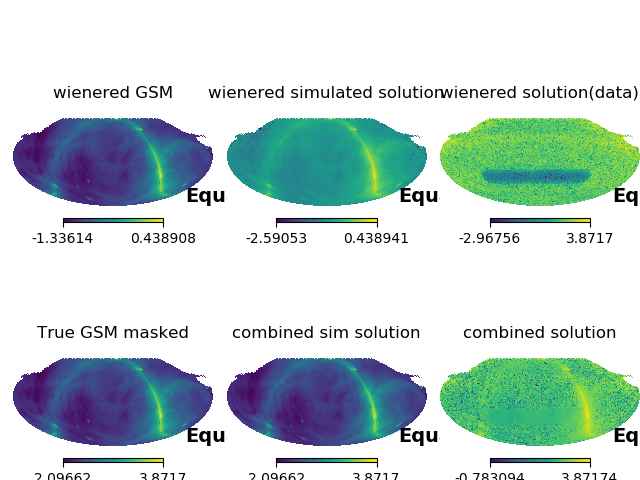 wienered GSM wienered simulated solution wienered solution(data)
Equ Equ Eq
-1.33614 0.438908 -2.59053 0.438941 -2.96756 3.8717
True GSM masked combined sim solution combined solution
Equ Equ Eq
2.09662 3.8717 2.09662 3.8717 -0.783094 3.87174